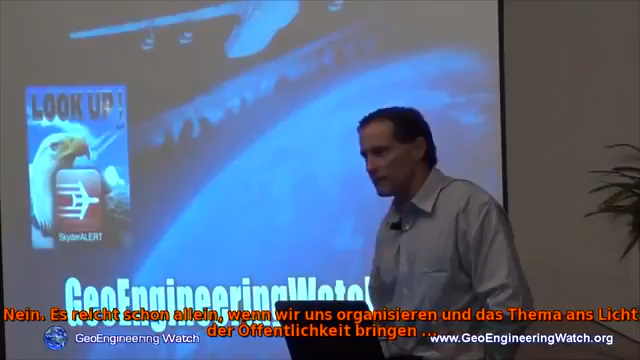 LOOK UP!
SkyderALERT
GeoEngineeringWatch
Nein. Es reicht schon allein, wenn wir uns organisieren und das Thema ans Licht
der Öffentlichkeit bringen ...
GeoEngineering Watch
www.GeoEngineeringWatch.org